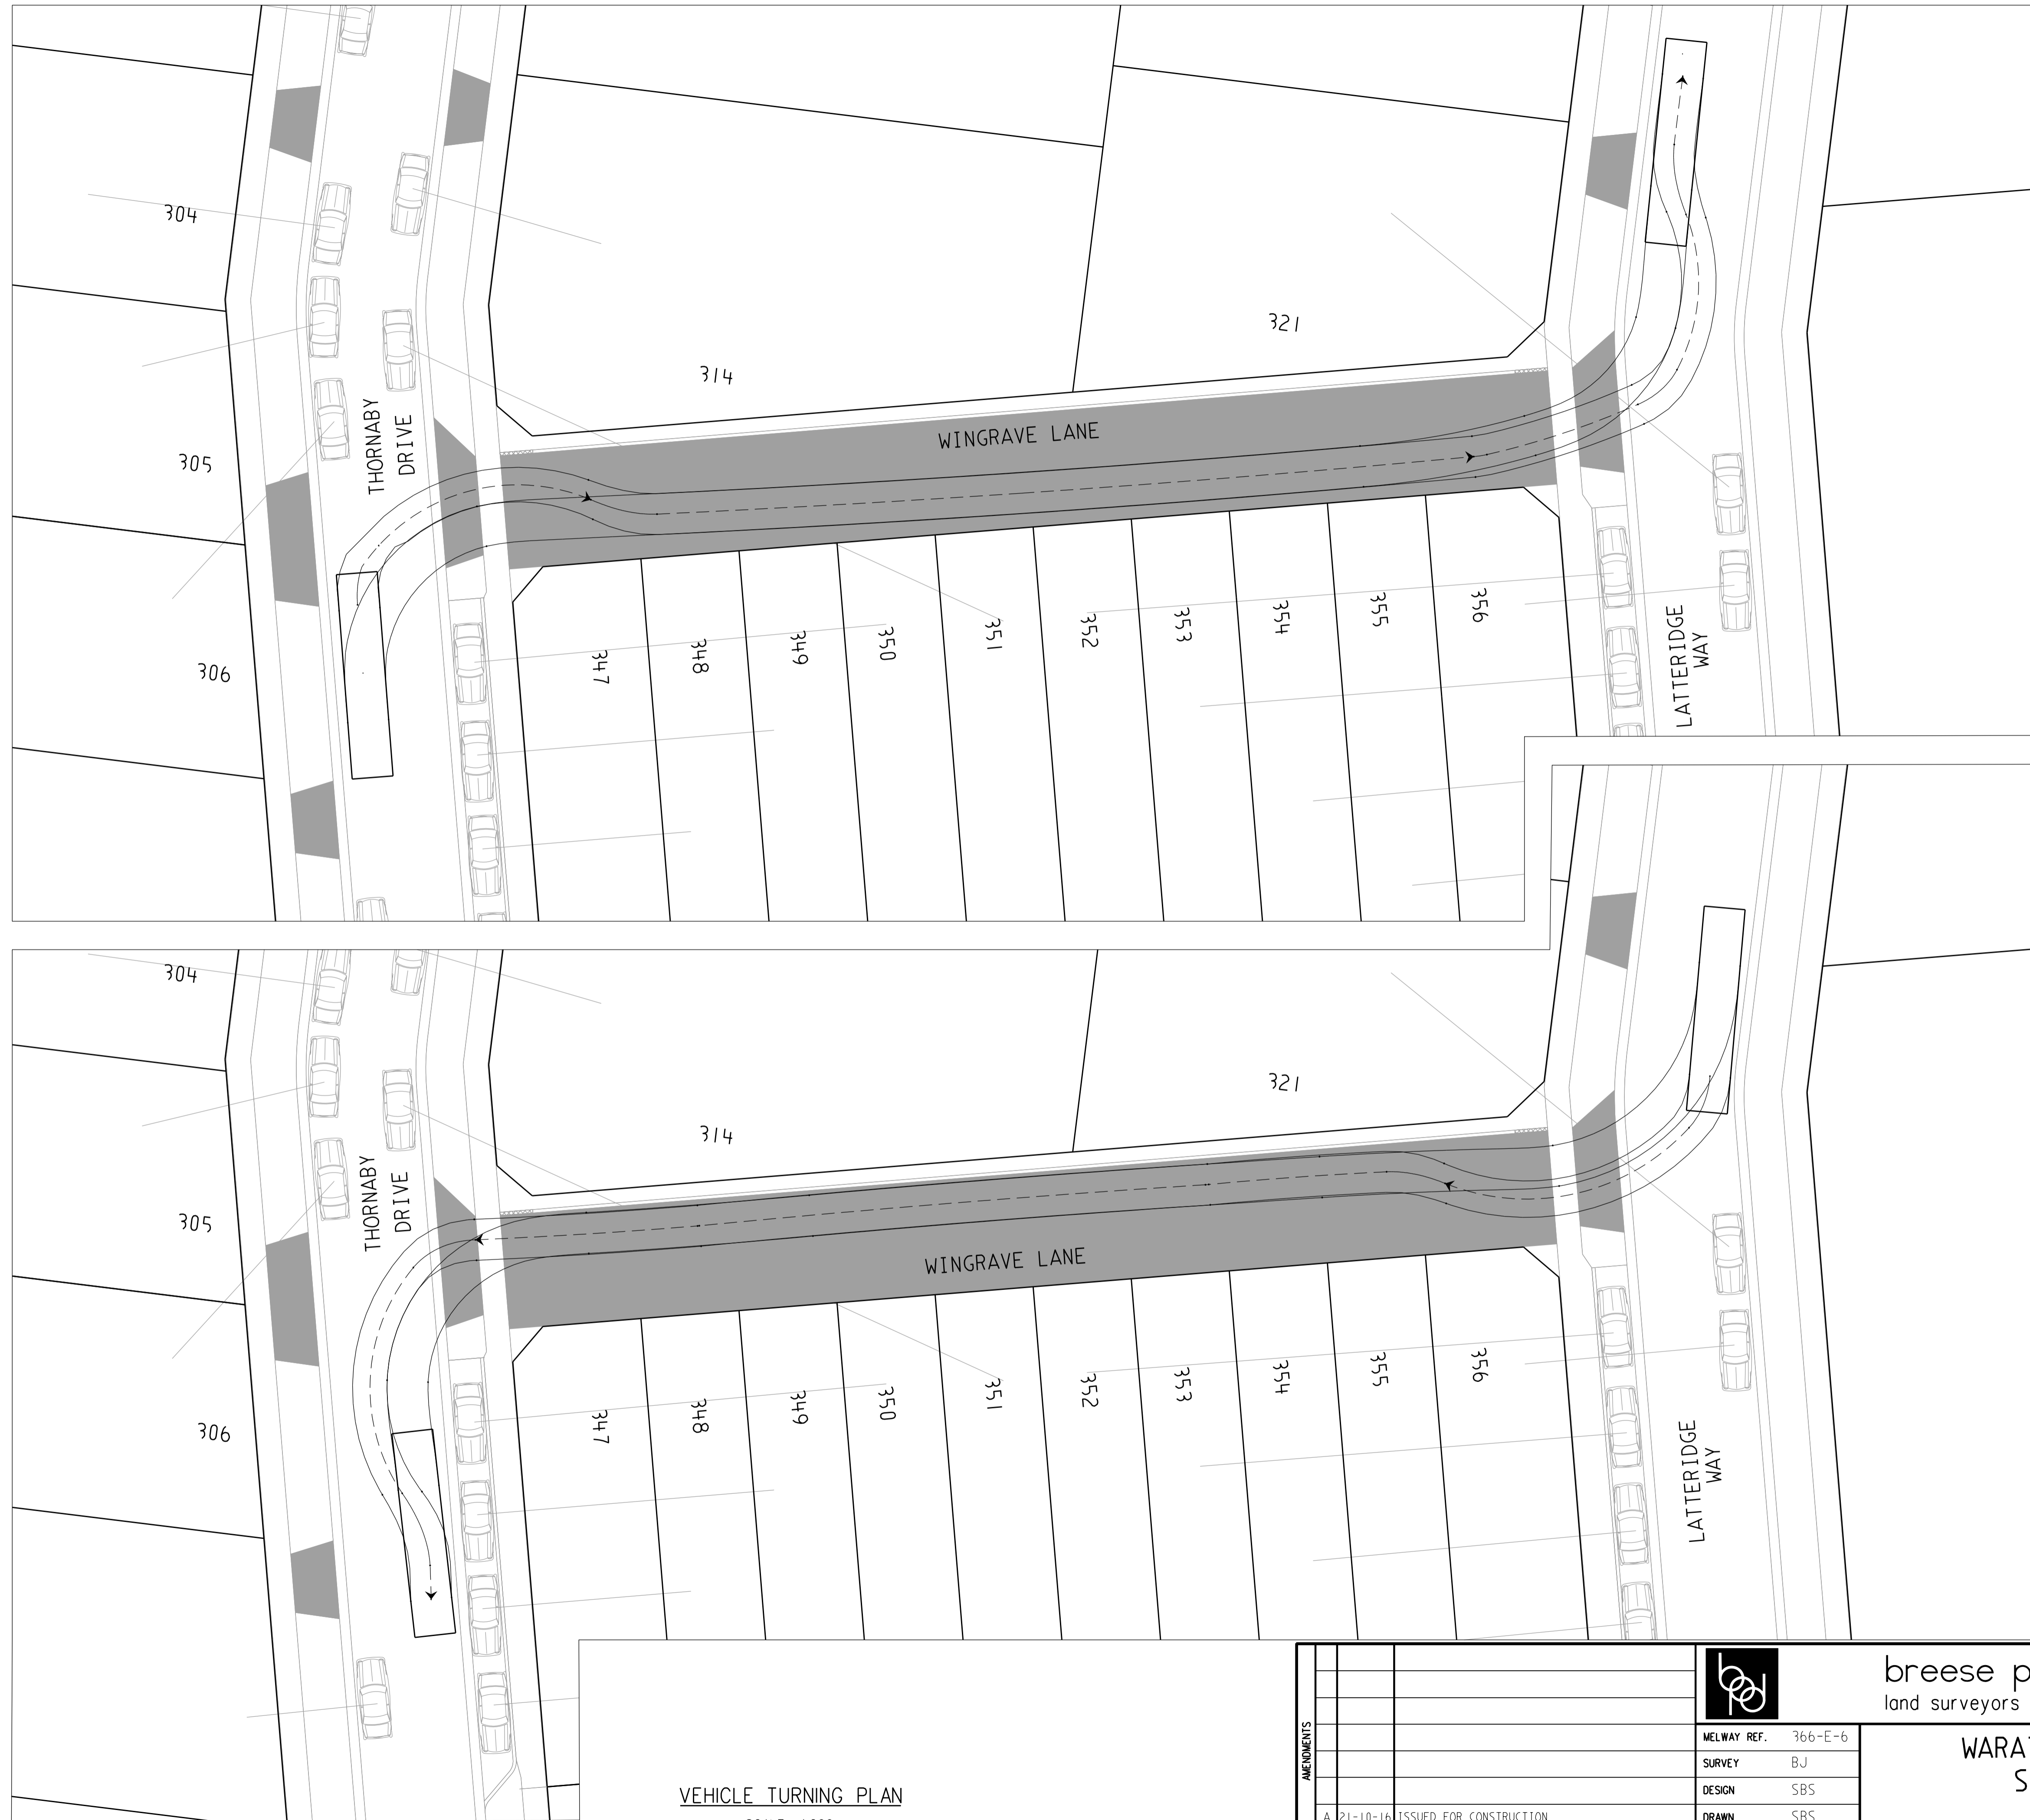 304
305
306
THORNABY
DRIVE
314
321
WINGRAVE LANE
347
348
349
350
351
352
353
354
355
356
LATTERIDGE
WAY
304
305
306
THORNABY
DRIVE
314
321
WINGRAVE LANE
347
348
349
350
351
352
353
354
355
356
LATTERIDGE
WAY
VEHICLE TURNING PLAN
AMENDMENTS
A 21-10-16 ISSUED FOR CONSTRUCTION
bpd
breese p
land surveyors
MELWAY REF. 366-E-6
SURVEY BJ
DESIGN SBS
DRAWN SBS
WARA
S